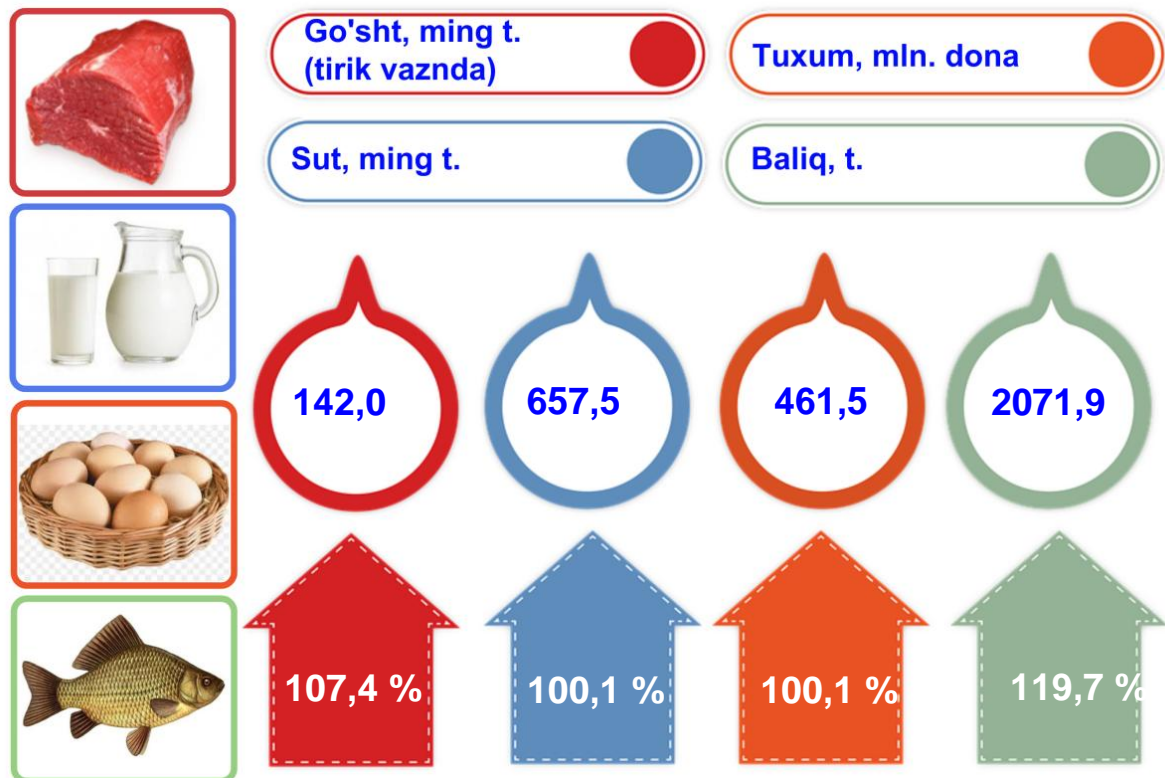 Go'sht, ming t.
(tirik vaznda)
Tuxum, mln. dona
Sut, ming t.
Baliq, t.
142,0
657,5
461,5
2071,9
107,4 %
100,1 %
100,1 %
119,7 %